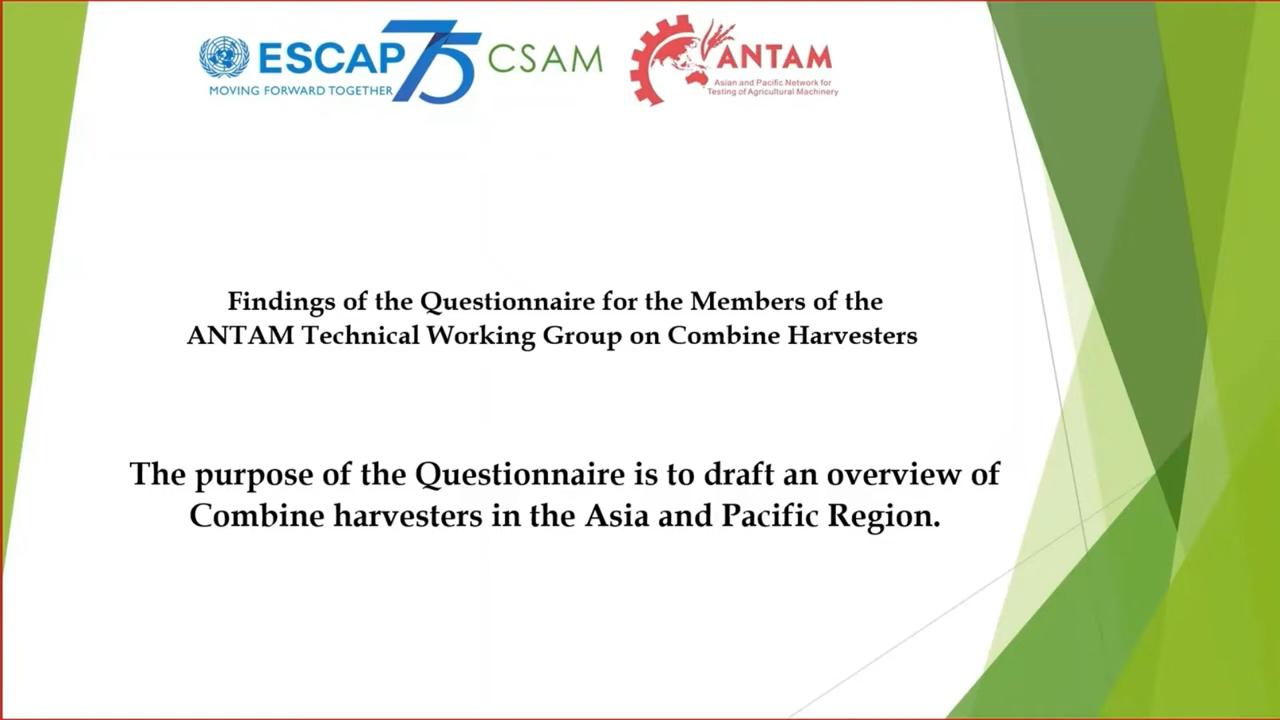 ESCAP75 CSAM
MOVING FORWARD TOGETHER
ANTAM
Asian and Pacific Network for
Testing of Agricultural Machinery
Findings of the Questionnaire for the Members of the
ANTAM Technical Working Group on Combine Harvesters
The purpose of the Questionnaire is to draft an overview of
Combine harvesters in the Asia and Pacific Region.